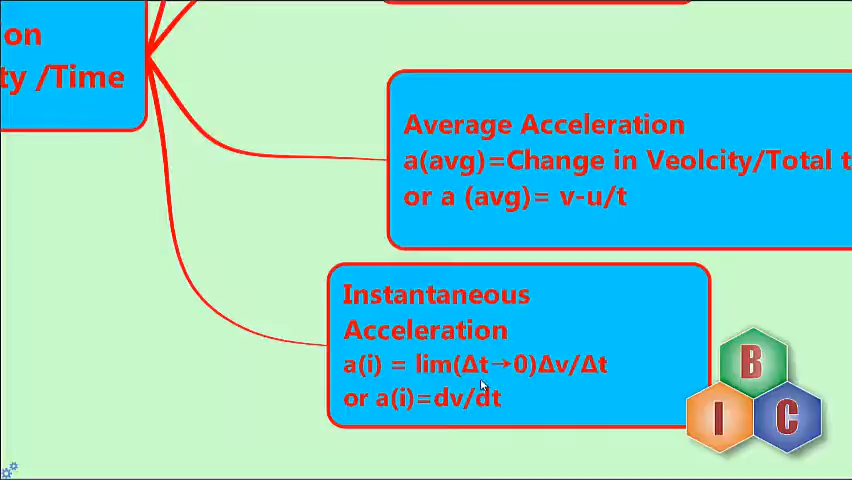 on
ty /Time
Average Acceleration
a(avg)=Change in Veolcity/Total t
or a (avg)= v-u/t
Instantaneous
Acceleration
a(i) = lim(Δt→0)Δv/Δt
or a(i)=dv/dt
B
I C